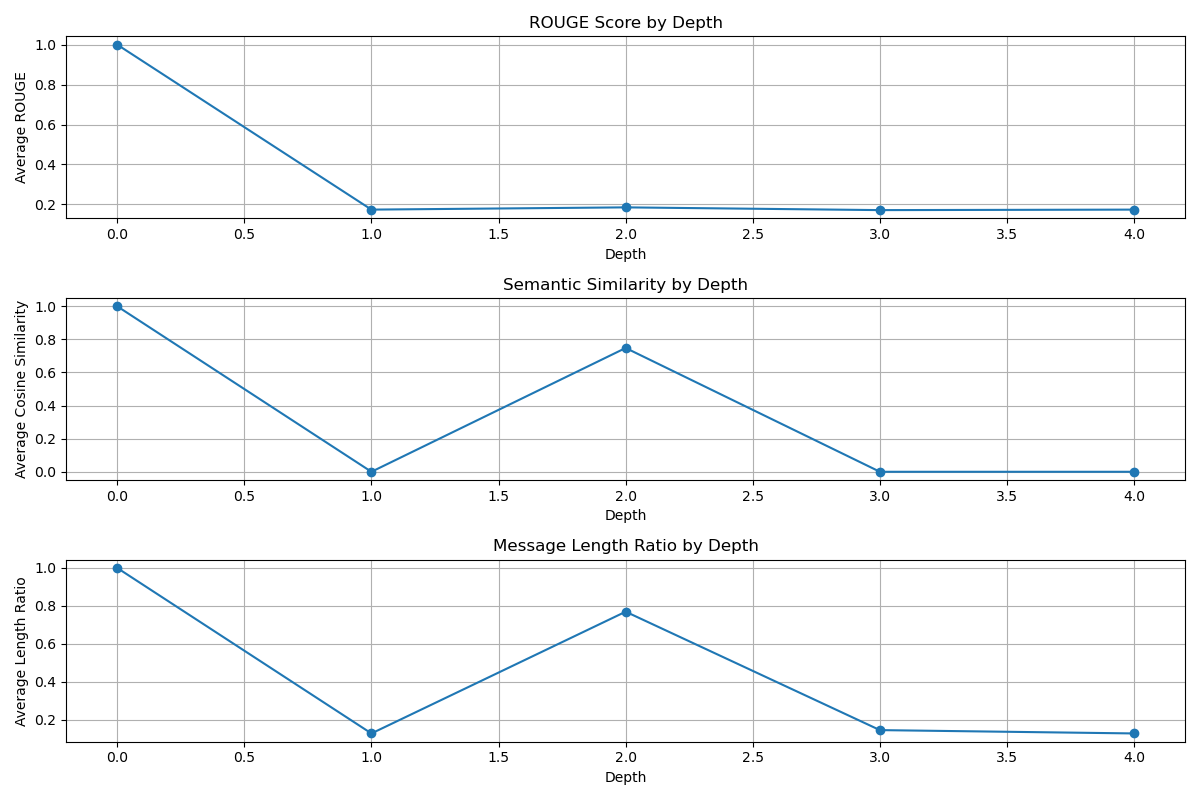 ROUGE Score by Depth
1.0
0.8
0.6
0.4
0.2
Average ROUGE
0.0 0.5 1.0 1.5 2.0 2.5 3.0 3.5 4.0
Depth
Semantic Similarity by Depth
1.0
0.8
0.6
0.4
0.2
0.0
Average Cosine Similarity
0.0 0.5 1.0 1.5 2.0 2.5 3.0 3.5 4.0
Depth
Message Length Ratio by Depth
1.0
0.8
0.6
0.4
0.2
Average Length Ratio
0.0 0.5 1.0 1.5 2.0 2.5 3.0 3.5 4.0
Depth